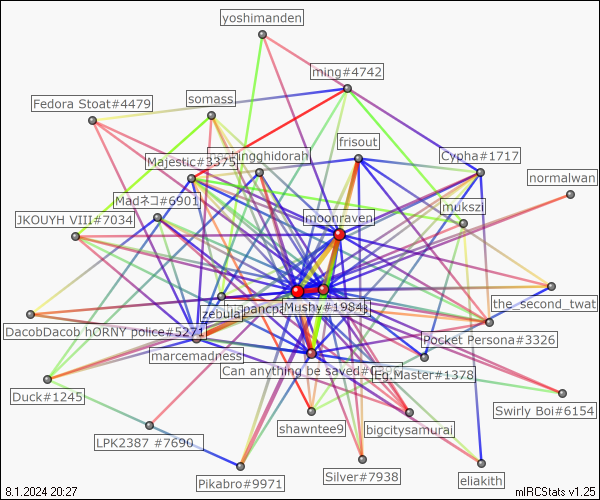 yoshimanden
ming#4742
Fedora Stoat#4479
somass
frisout
Majestic#3375
Cypha#1717
normalwan
Madネコ#6901
mukszi
JKOUYH VIII#7034
moonraven
the_second_twat
zebula
Mushy#1984
DacobDacob hORNY police#5271
Pocket Persona#3326
marcemadness
Can anything be saved
Eg.Master#1378
Duck#1245
Swirly Boi#6154
shawntee9
bigcitysamurai
LPK2387 #7690
Pikabro#9971
Silver#7938
eliakith
8.1.2024 20:27
mIRCStats v1.25